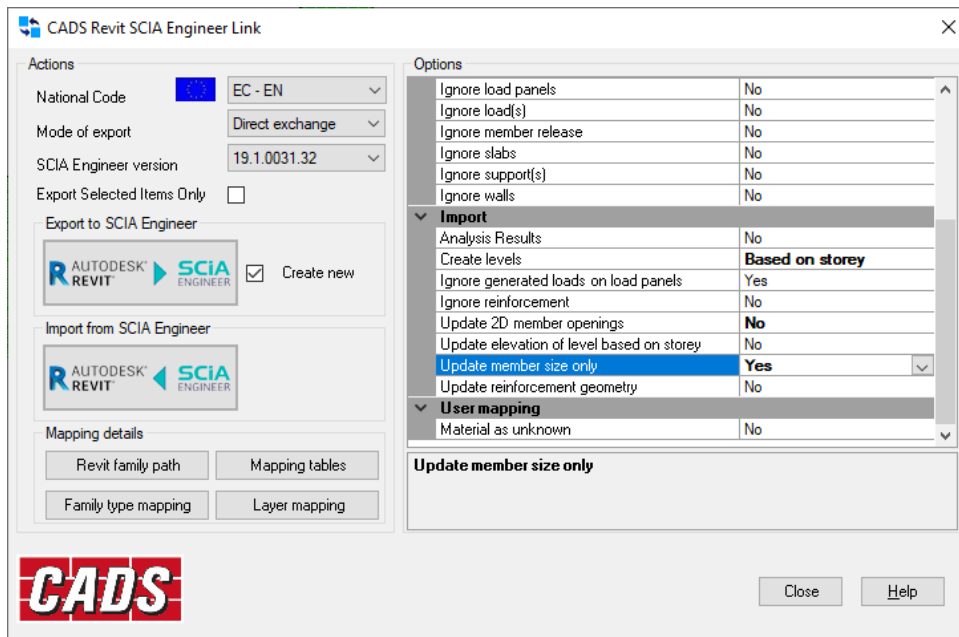 CADS Revit SCIA Engineer Link
Actions
National Code EC - EN
Mode of export Direct exchange
SCIA Engineer version 19.1.0031.32
Export Selected Items Only
Export to SCIA Engineer
AUTODESK® REVIT® SCiA ENGINEER Create new
Import from SCIA Engineer
AUTODESK® REVIT® SCiA ENGINEER
Mapping details
Revit family path Mapping tables
Family type mapping Layer mapping
CADS
Options
Ignore load panels No
Ignore load(s) No
Ignore member release No
Ignore slabs No
Ignore support(s) No
Ignore walls No
Import
Analysis Results No
Create levels Based on storey
Ignore generated loads on load panels Yes
Ignore reinforcement No
Update 2D member openings No
Update elevation of level based on storey No
Update member size only Yes
Update reinforcement geometry No
User mapping
Material as unknown No
Update member size only
Close Help